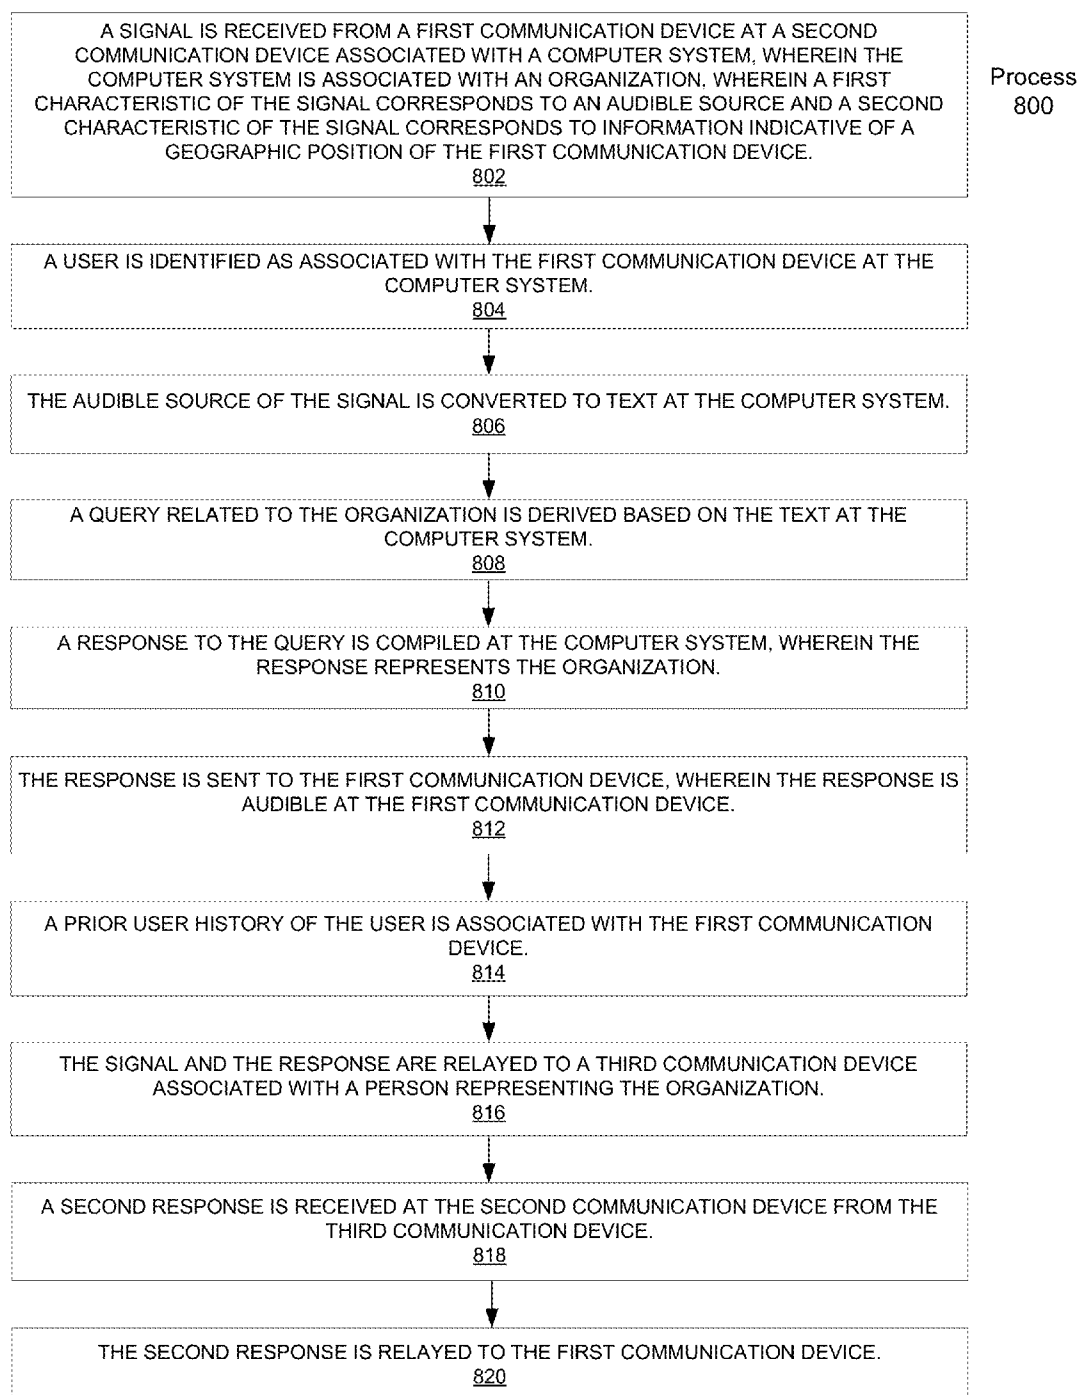 A SIGNAL IS RECEIVED FROM A FIRST COMMUNICATION DEVICE AT A SECOND
COMMUNICATION DEVICE ASSOCIATED WITH A COMPUTER SYSTEM, WHEREIN THE
COMPUTER SYSTEM IS ASSOCIATED WITH AN ORGANIZATION, WHEREIN A FIRST
CHARACTERISTIC OF THE SIGNAL CORRESPONDS TO AN AUDIBLE SOURCE AND A SECOND
CHARACTERISTIC OF THE SIGNAL CORRESPONDS TO INFORMATION INDICATIVE OF A
GEOGRAPHIC POSITION OF THE FIRST COMMUNICATION DEVICE.
802
Process
800
A USER IS IDENTIFIED AS ASSOCIATED WITH THE FIRST COMMUNICATION DEVICE AT THE
COMPUTER SYSTEM.
804
THE AUDIBLE SOURCE OF THE SIGNAL IS CONVERTED TO TEXT AT THE COMPUTER SYSTEM.
806
A QUERY RELATED TO THE ORGANIZATION IS DERIVED BASED ON THE TEXT AT THE
COMPUTER SYSTEM.
808
A RESPONSE TO THE QUERY IS COMPILED AT THE COMPUTER SYSTEM, WHEREIN THE
RESPONSE REPRESENTS THE ORGANIZATION.
810
THE RESPONSE IS SENT TO THE FIRST COMMUNICATION DEVICE, WHEREIN THE RESPONSE IS
AUDIBLE AT THE FIRST COMMUNICATION DEVICE.
812
A PRIOR USER HISTORY OF THE USER IS ASSOCIATED WITH THE FIRST COMMUNICATION
DEVICE.
814
THE SIGNAL AND THE RESPONSE ARE RELAYED TO A THIRD COMMUNICATION DEVICE
ASSOCIATED WITH A PERSON REPRESENTING THE ORGANIZATION.
816
A SECOND RESPONSE IS RECEIVED AT THE SECOND COMMUNICATION DEVICE FROM THE
THIRD COMMUNICATION DEVICE.
818
THE SECOND RESPONSE IS RELAYED TO THE FIRST COMMUNICATION DEVICE.
820